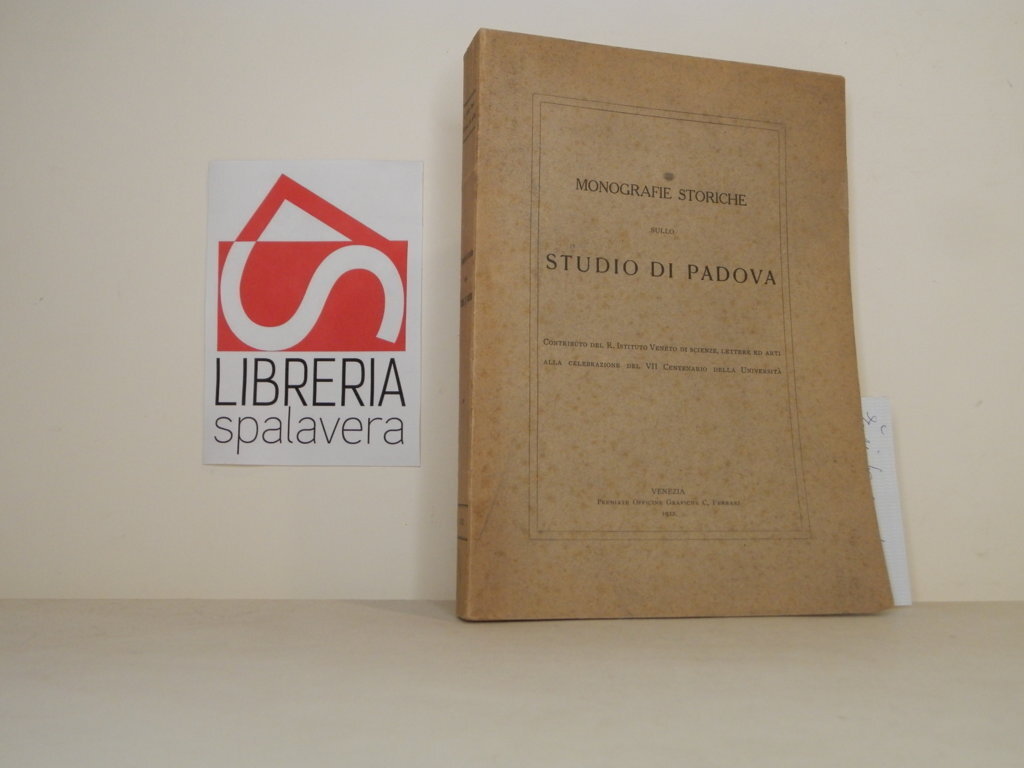 LIBRERIA
spalavera
MONOGRAFIE STORICHE
SULLO
STUDIO DI PADOVA
CONTRIBUTO DEL R. ISTITUTO VENETO DI SCIENZE, LETTERE ED ARTI
ALLA CELEBRAZIONE DEL VII CENTENARIO DELLA UNIVERSITÀ
VENEZIA
PREMIATE OFFICINE GRAFICHE C. FERRARI
1922